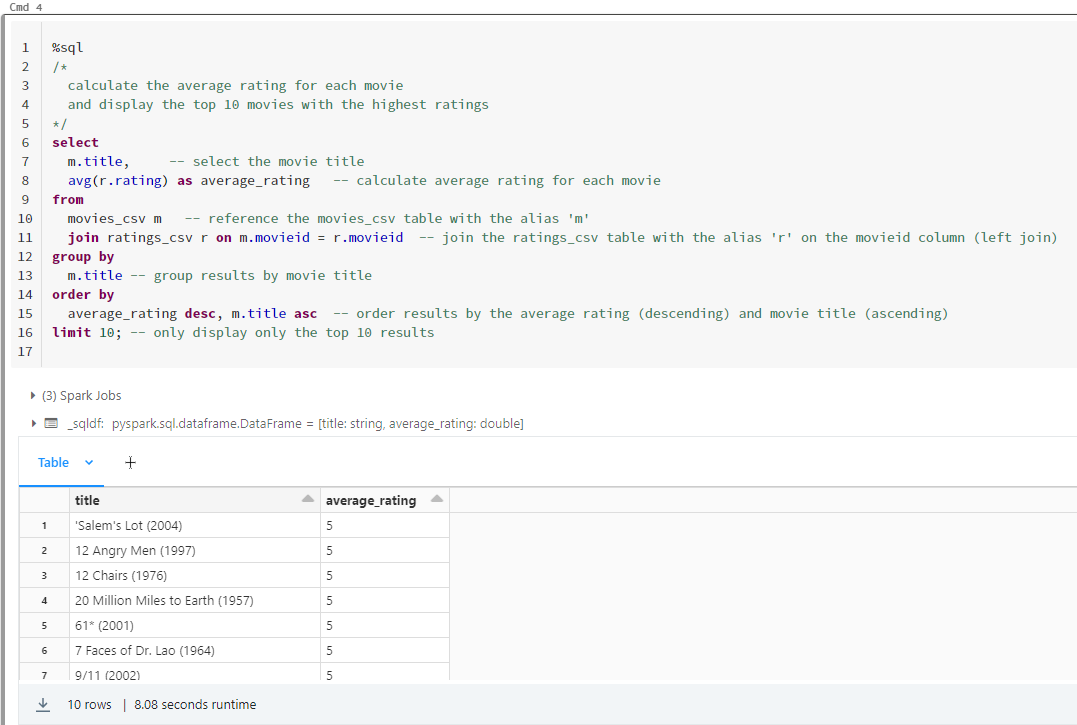 Cmd 4
1 %sql
2 /*
3 calculate the average rating for each movie
4 and display the top 10 movies with the highest ratings
5 */
6 select
7 m.title, -- select the movie title
8 avg(r.rating) as average_rating -- calculate average rating for each movie
9 from
10 movies_csv m -- reference the movies_csv table with the alias 'm'
11 join ratings_csv r on m.movieid = r.movieid -- join the ratings_csv table with the alias 'r' on the movieid column (left join)
12 group by
13 m.title -- group results by movie title
14 order by
15 average_rating desc, m.title asc -- order results by the average rating (descending) and movie title (ascending)
16 limit 10; -- only display only the top 10 results
17
(3) Spark Jobs
_sqldf: pyspark.sql.dataframe.DataFrame = [title: string, average_rating: double]
Table +
title average_rating
1 'Salem's Lot (2004) 5
2 12 Angry Men (1997) 5
3 12 Chairs (1976) 5
4 20 Million Miles to Earth (1957) 5
5 61* (2001) 5
6 7 Faces of Dr. Lao (1964) 5
7 9/11 (2002) 5
10 rows | 8.08 seconds runtime